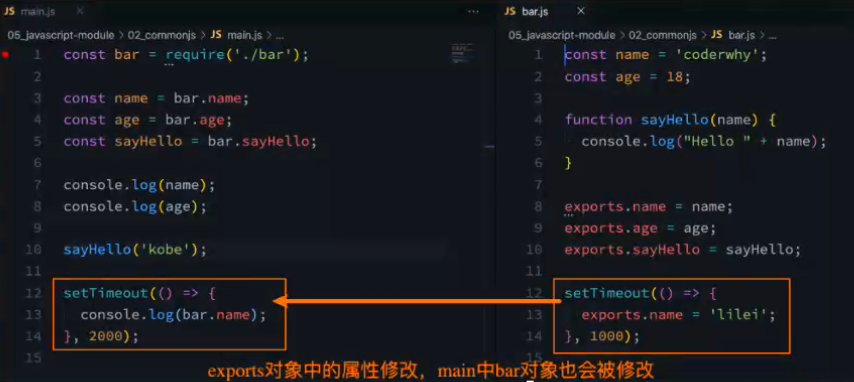 JS main.js ×
05_javascript-module > 02_commonjs > JS main.js > ...
1 const bar = require('./bar');
2
3 const name = bar.name;
4 const age = bar.age;
5 const sayHello = bar.sayHello;
6
7 console.log(name);
8 console.log(age);
9
10 sayHello('kobe');
11
12 setTimeout(() => {
13 console.log(bar.name);
14 }, 2000);
15
... JS bar.js ×
05_javascript-module > 02_commonjs > JS bar.js > ...
1 const name = 'coderwhy';
2 const age = 18;
3
4 function sayHello(name) {
5 console.log("Hello " + name);
6 }
7
8 exports.name = name;
9 exports.age = age;
10 exports.sayHello = sayHello;
11
12 setTimeout(() => {
13 exports.name = 'lilei';
14 }, 1000);
15
exports对象中的属性修改，main中bar对象也会被修改